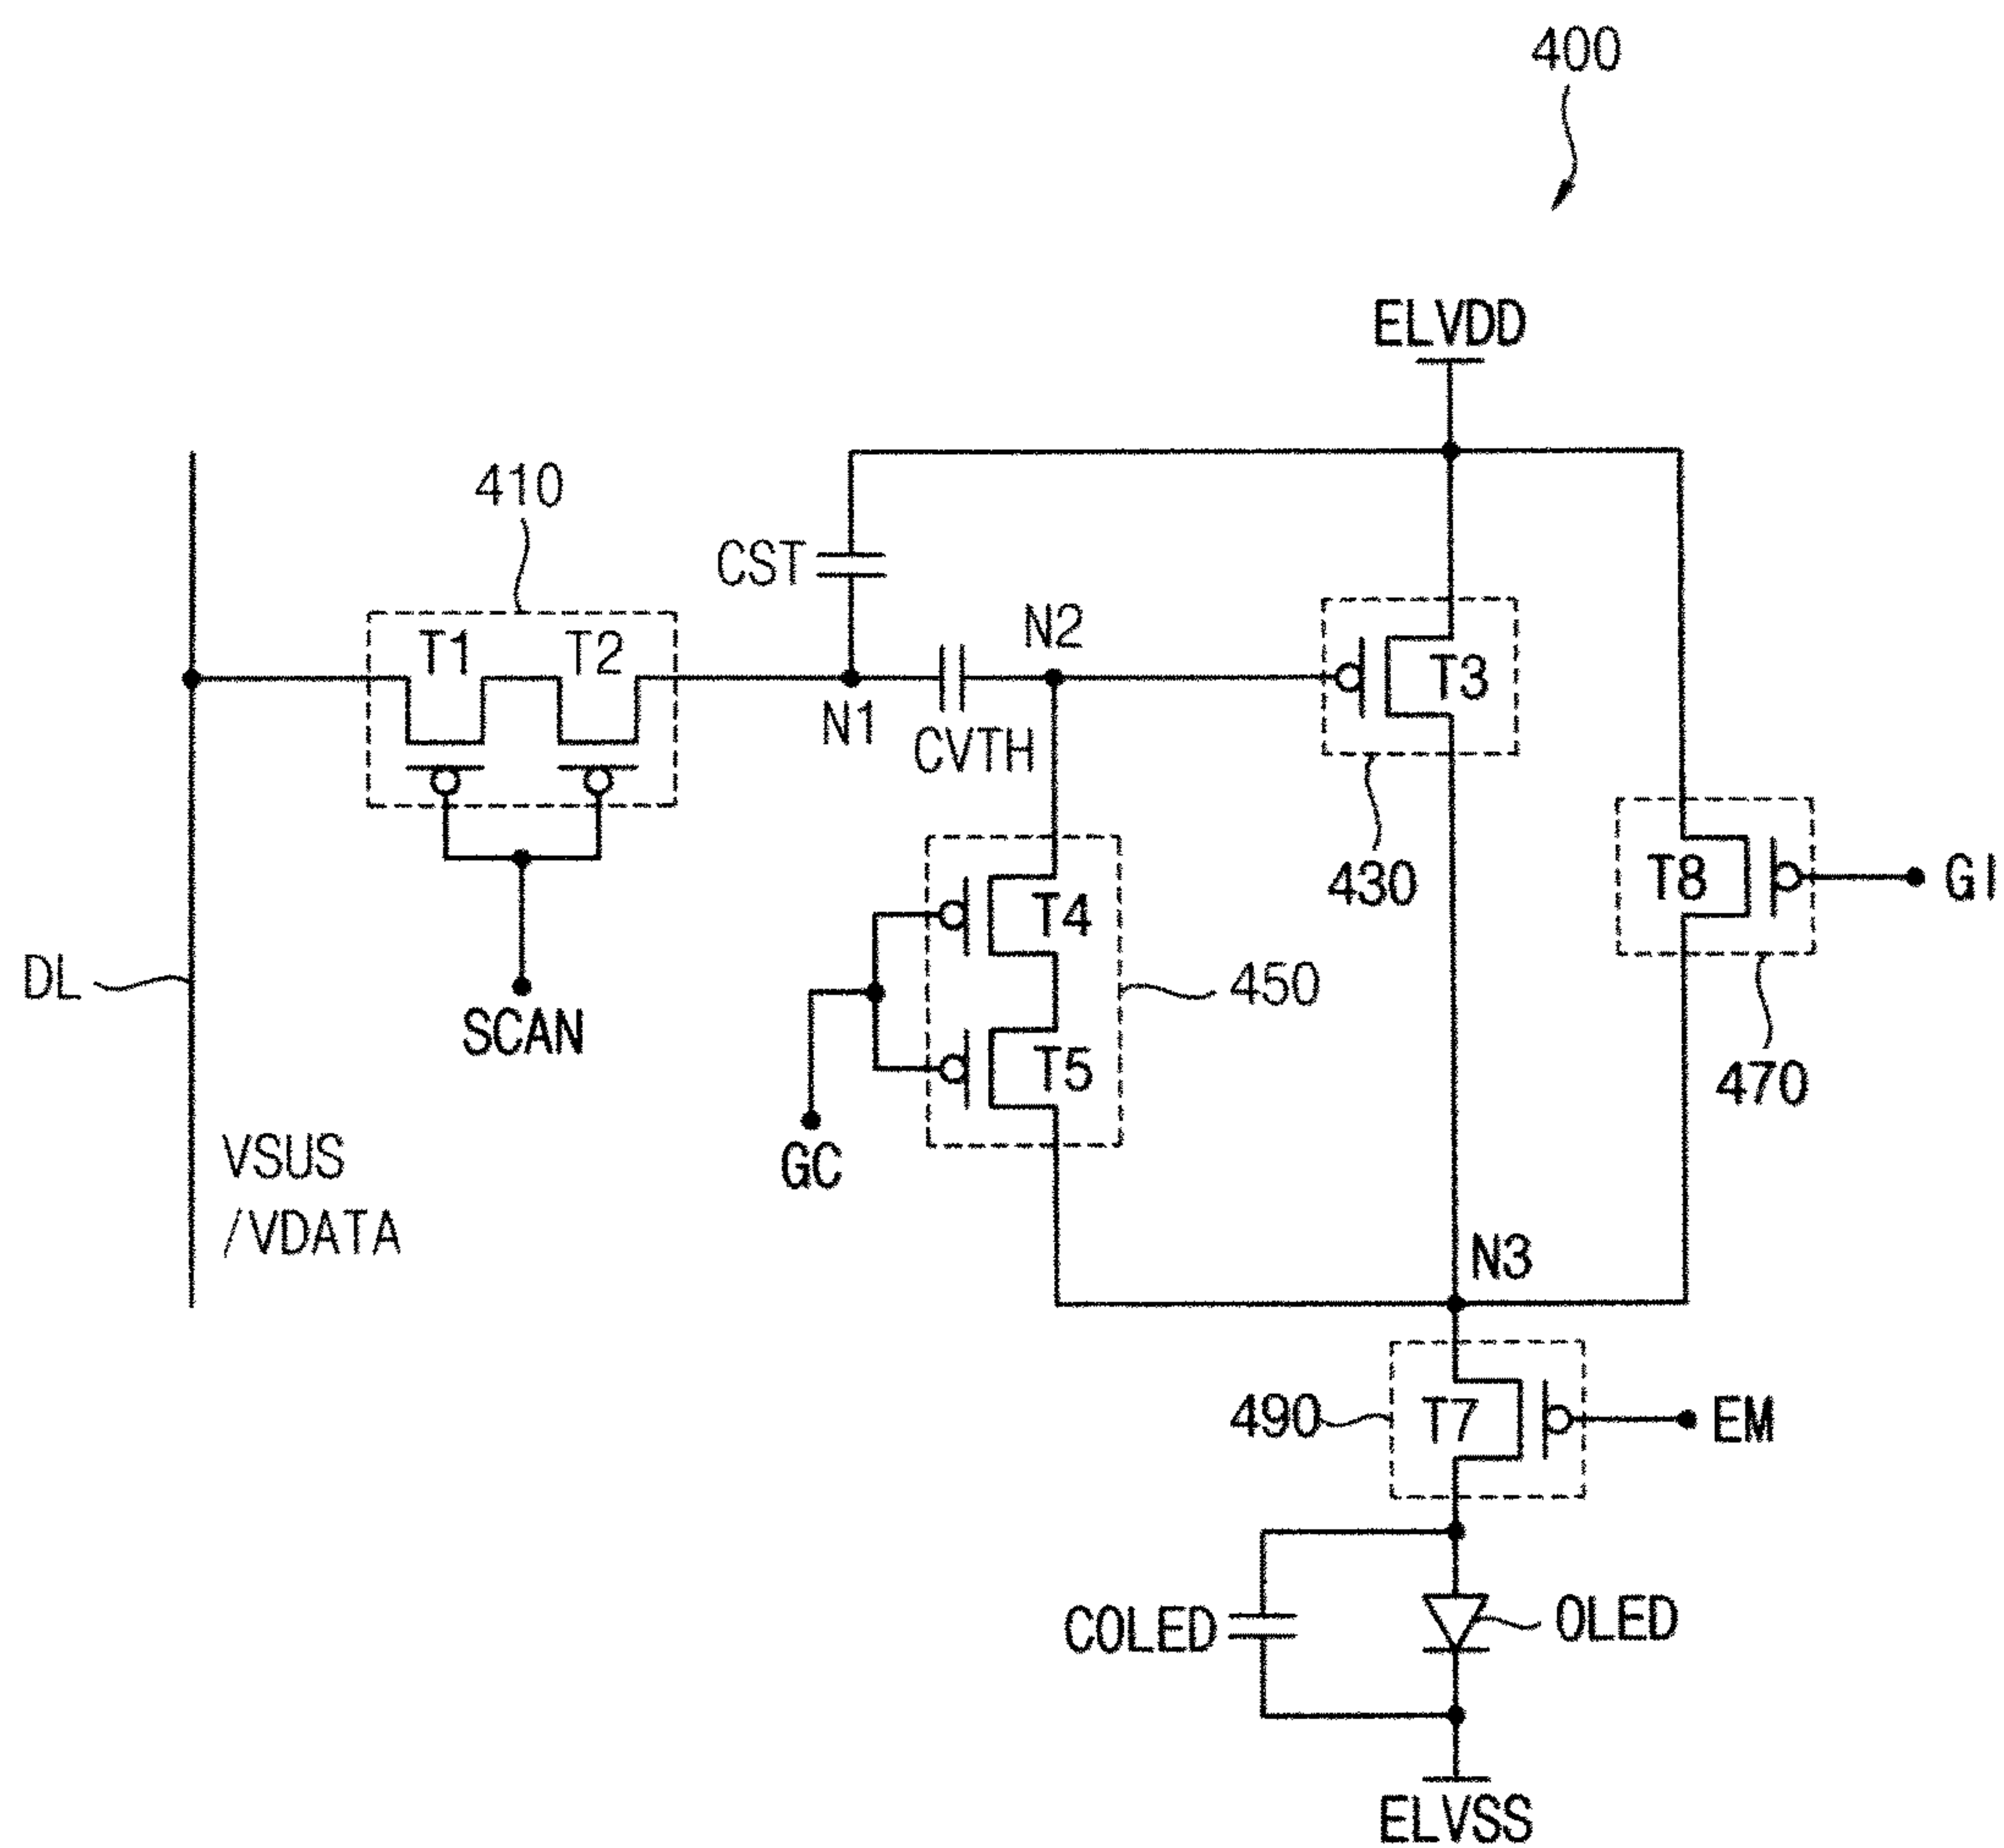 400
ELVDD
410
CST
T1
T2
N2
N1
CVTH
T3
430
T4
T8
GI
DL
450
SCAN
T5
470
GC
VSUS
/VDATA
N3
490
T7
EM
COLED
OLED
ELVSS